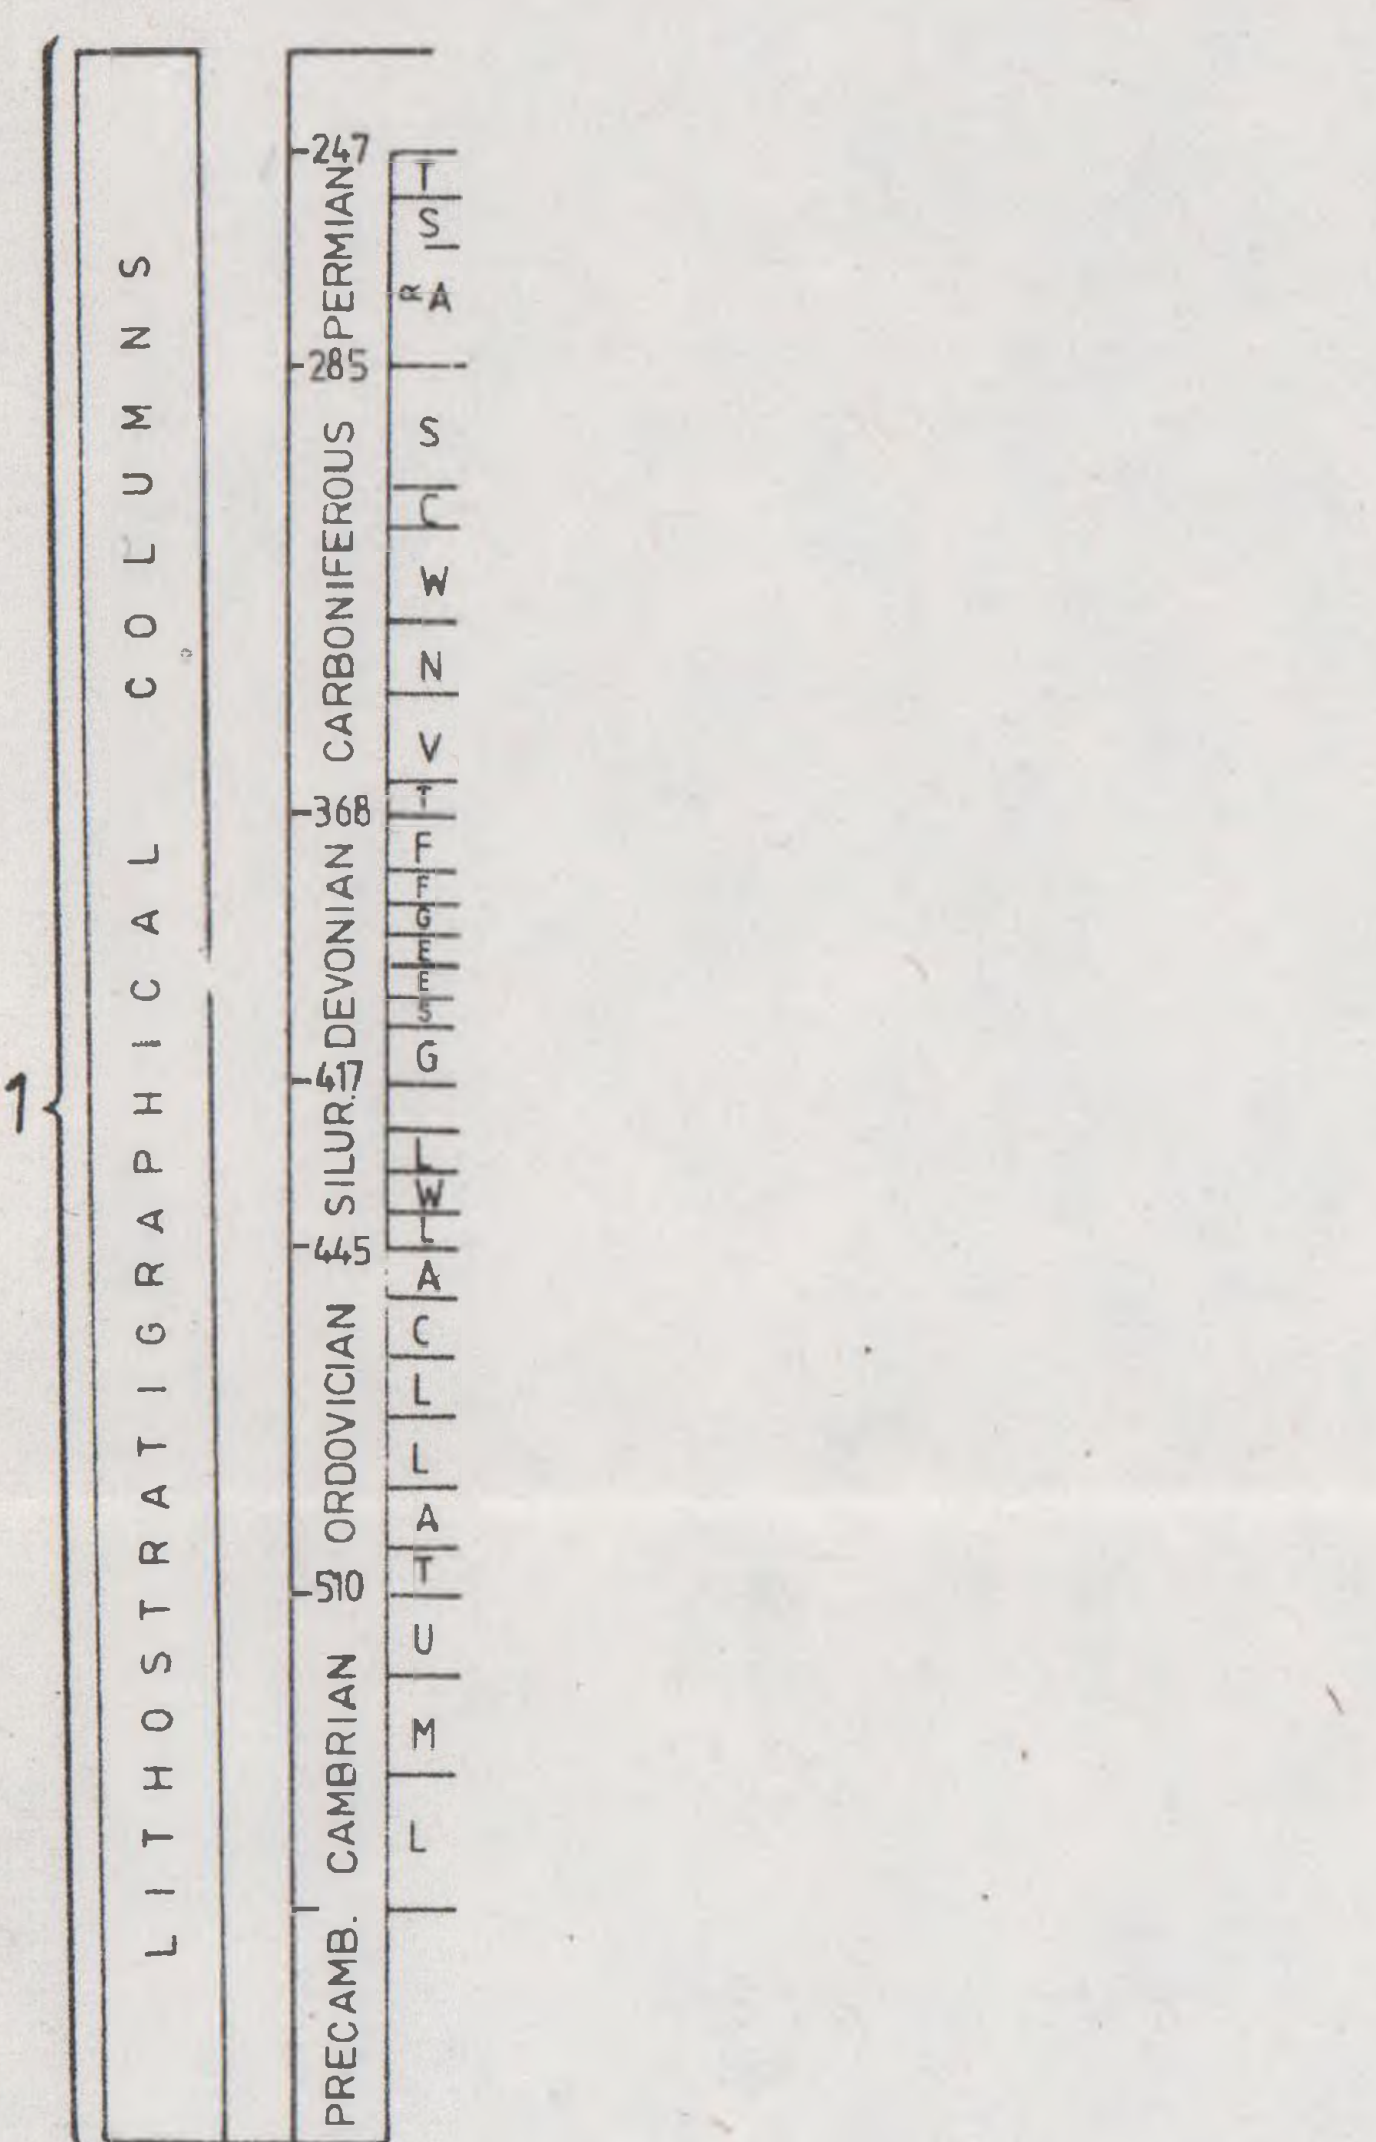 1
LITHOSTRATIGRAPHICAL COLUMNS
-247
PERMIAN
-285
CARBONIFEROUS
-368
DEVONIAN
-417
SILUR.
-445
ORDOVICIAN
-510
CAMBRIAN
PRECAMB.
T
S
A
S
C
W
N
V
T
F
F
G
E
E
S
G
L
W
L
A
C
L
L
A
T
U
M
L